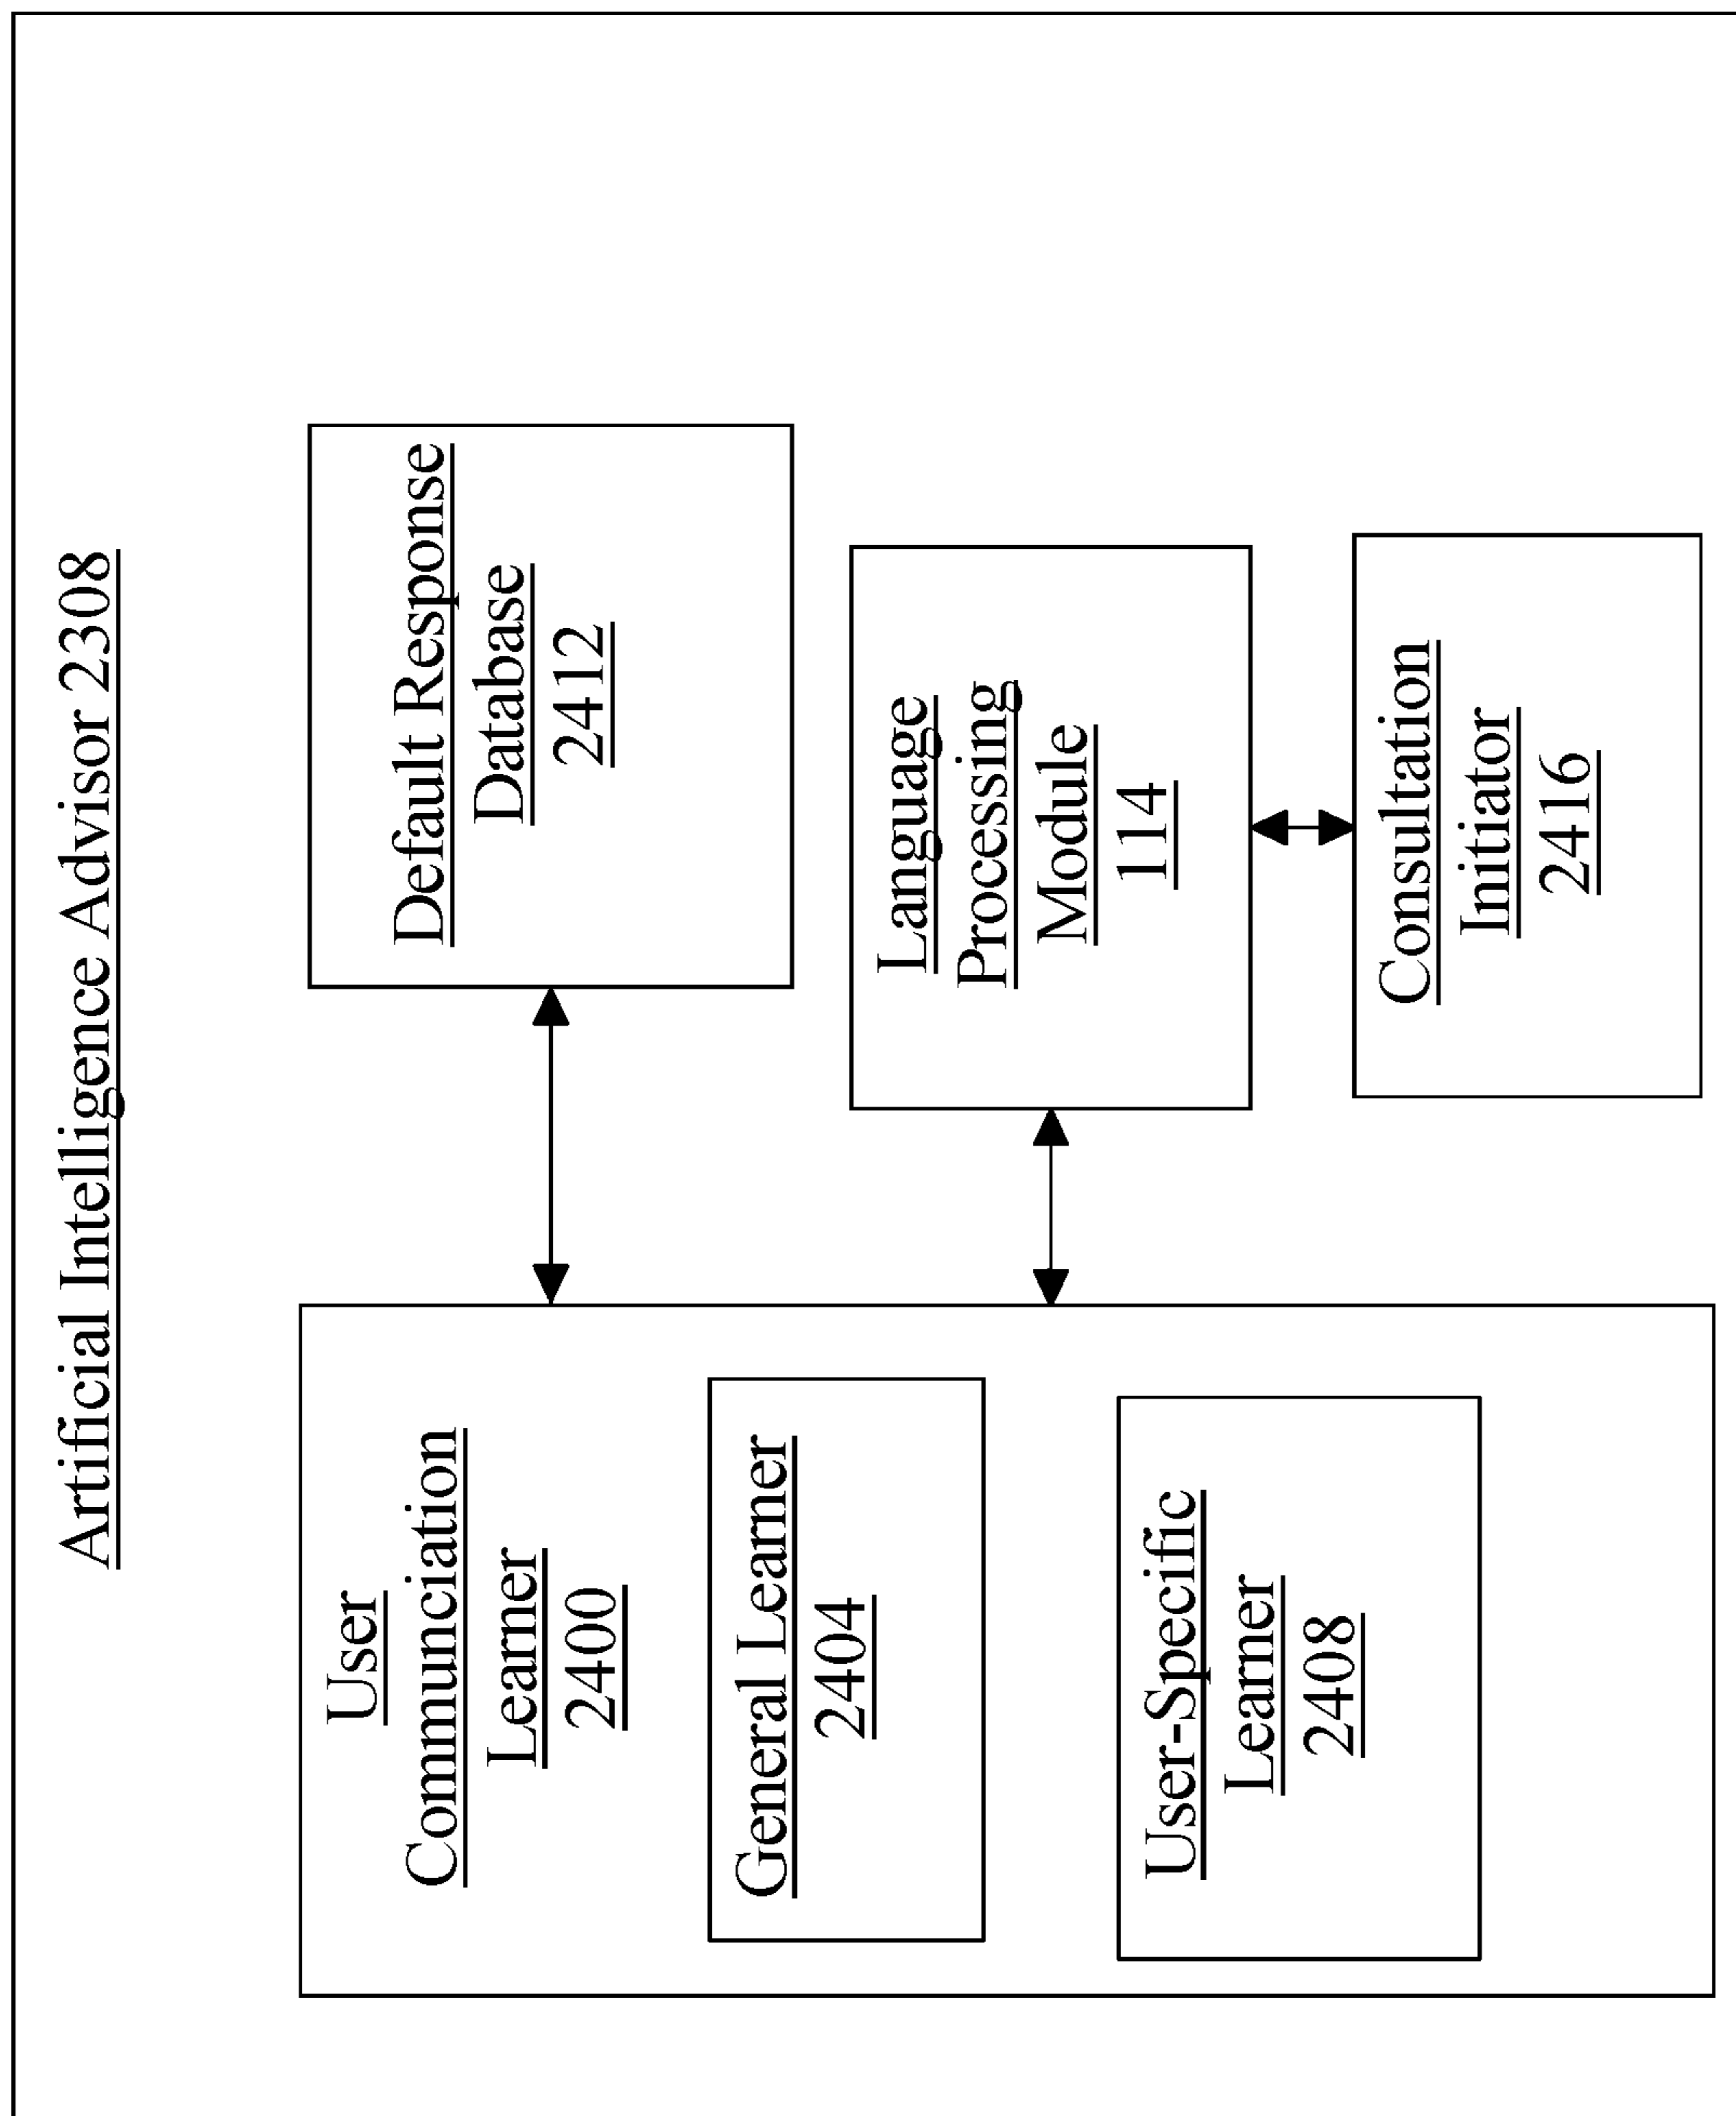 Artificial Intelligence Advisor 2308
User
Communciation
Learner
2400
General Learner
2404
User-Specific
Learner
2408
Default Response
Database
2412
Language
Processing
Module
114
Consultation
Initiator
2416